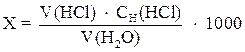 X = V(HCl) · Cн(HCl) / V(H₂O) · 1000